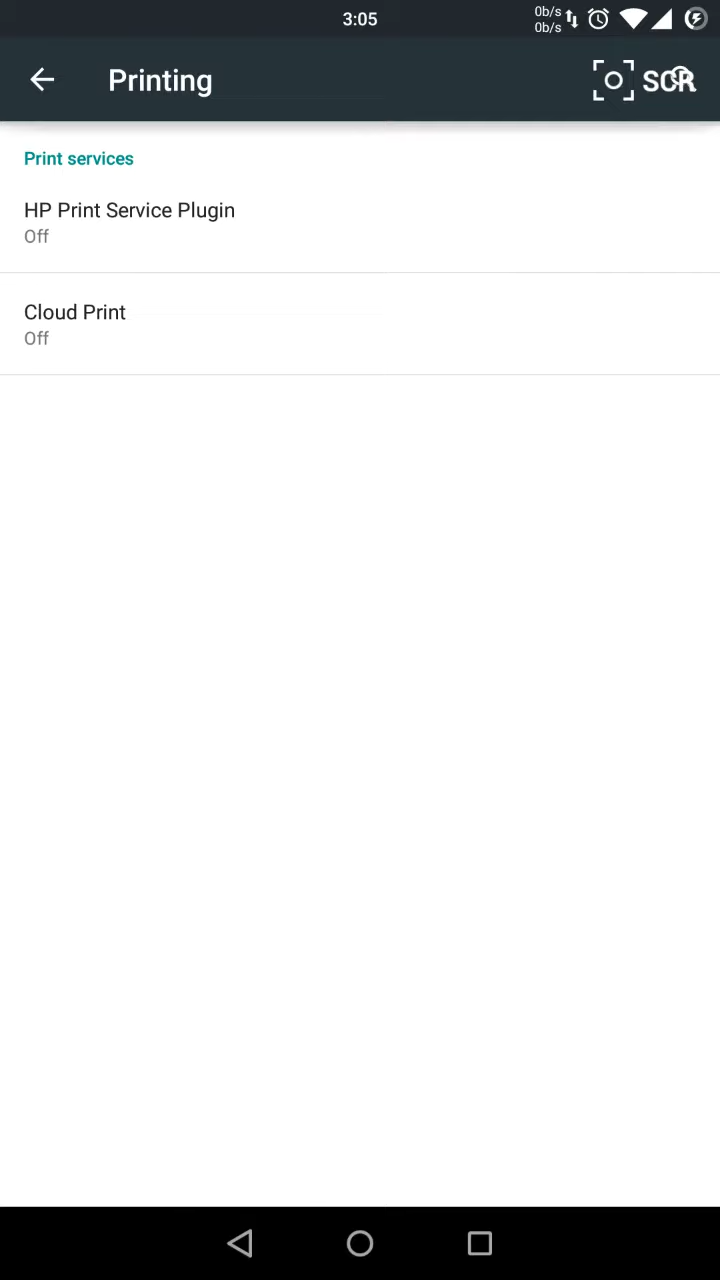 3:05
0b/s
0b/s
Printing
SCR
Print services
HP Print Service Plugin
Off
Cloud Print
Off